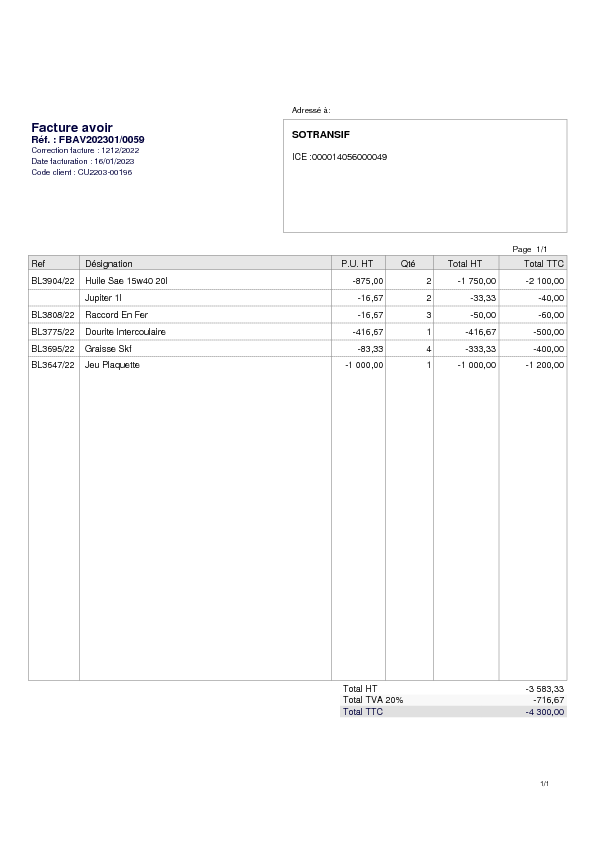 Adressé à:
Facture avoir
Réf. : FBAV202301/0059
Correction facture : 1212/2022
Date facturation : 16/01/2023
Code client : CU2203-00196
SOTRANSIF
ICE :000014056000049
Page 1/1
Ref Désignation P.U. HT Qté Total HT Total TTC
BL3904/22 Huile Sae 15w40 20l -875,00 2 -1 750,00 -2 100,00
Jupiter 1l -16,67 2 -33,33 -40,00
BL3808/22 Raccord En Fer -16,67 3 -50,00 -60,00
BL3775/22 Dourite Intercoulaire -416,67 1 -416,67 -500,00
BL3695/22 Graisse Skf -83,33 4 -333,33 -400,00
BL3647/22 Jeu Plaquette -1 000,00 1 -1 000,00 -1 200,00
Total HT -3 583,33
Total TVA 20% -716,67
Total TTC -4 300,00
1/1